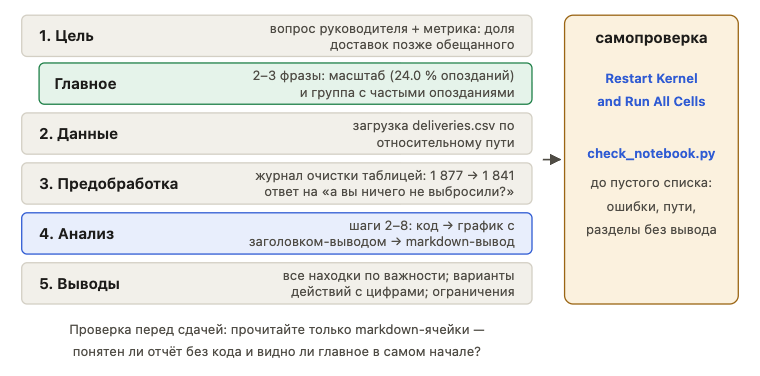 1. Цель
вопрос руководителя + метрика: доля
доставок позже обещанного
Главное
2–3 фразы: масштаб (24.0 % опозданий)
и группа с частыми опозданиями
2. Данные
загрузка deliveries.csv по
относительному пути
3. Предобработка
журнал очистки таблицей: 1 877 → 1 841
ответ на «а вы ничего не выбросили?»
4. Анализ
шаги 2–8: код → график с
заголовком-выводом → markdown-вывод
5. Выводы
все находки по важности; варианты
действий с цифрами; ограничения
самопроверка
Restart Kernel
and Run All Cells
check_notebook.py
до пустого списка:
ошибки, пути,
разделы без вывода
Проверка перед сдачей: прочитайте только markdown-ячейки —
понятен ли отчёт без кода и видно ли главное в самом начале?